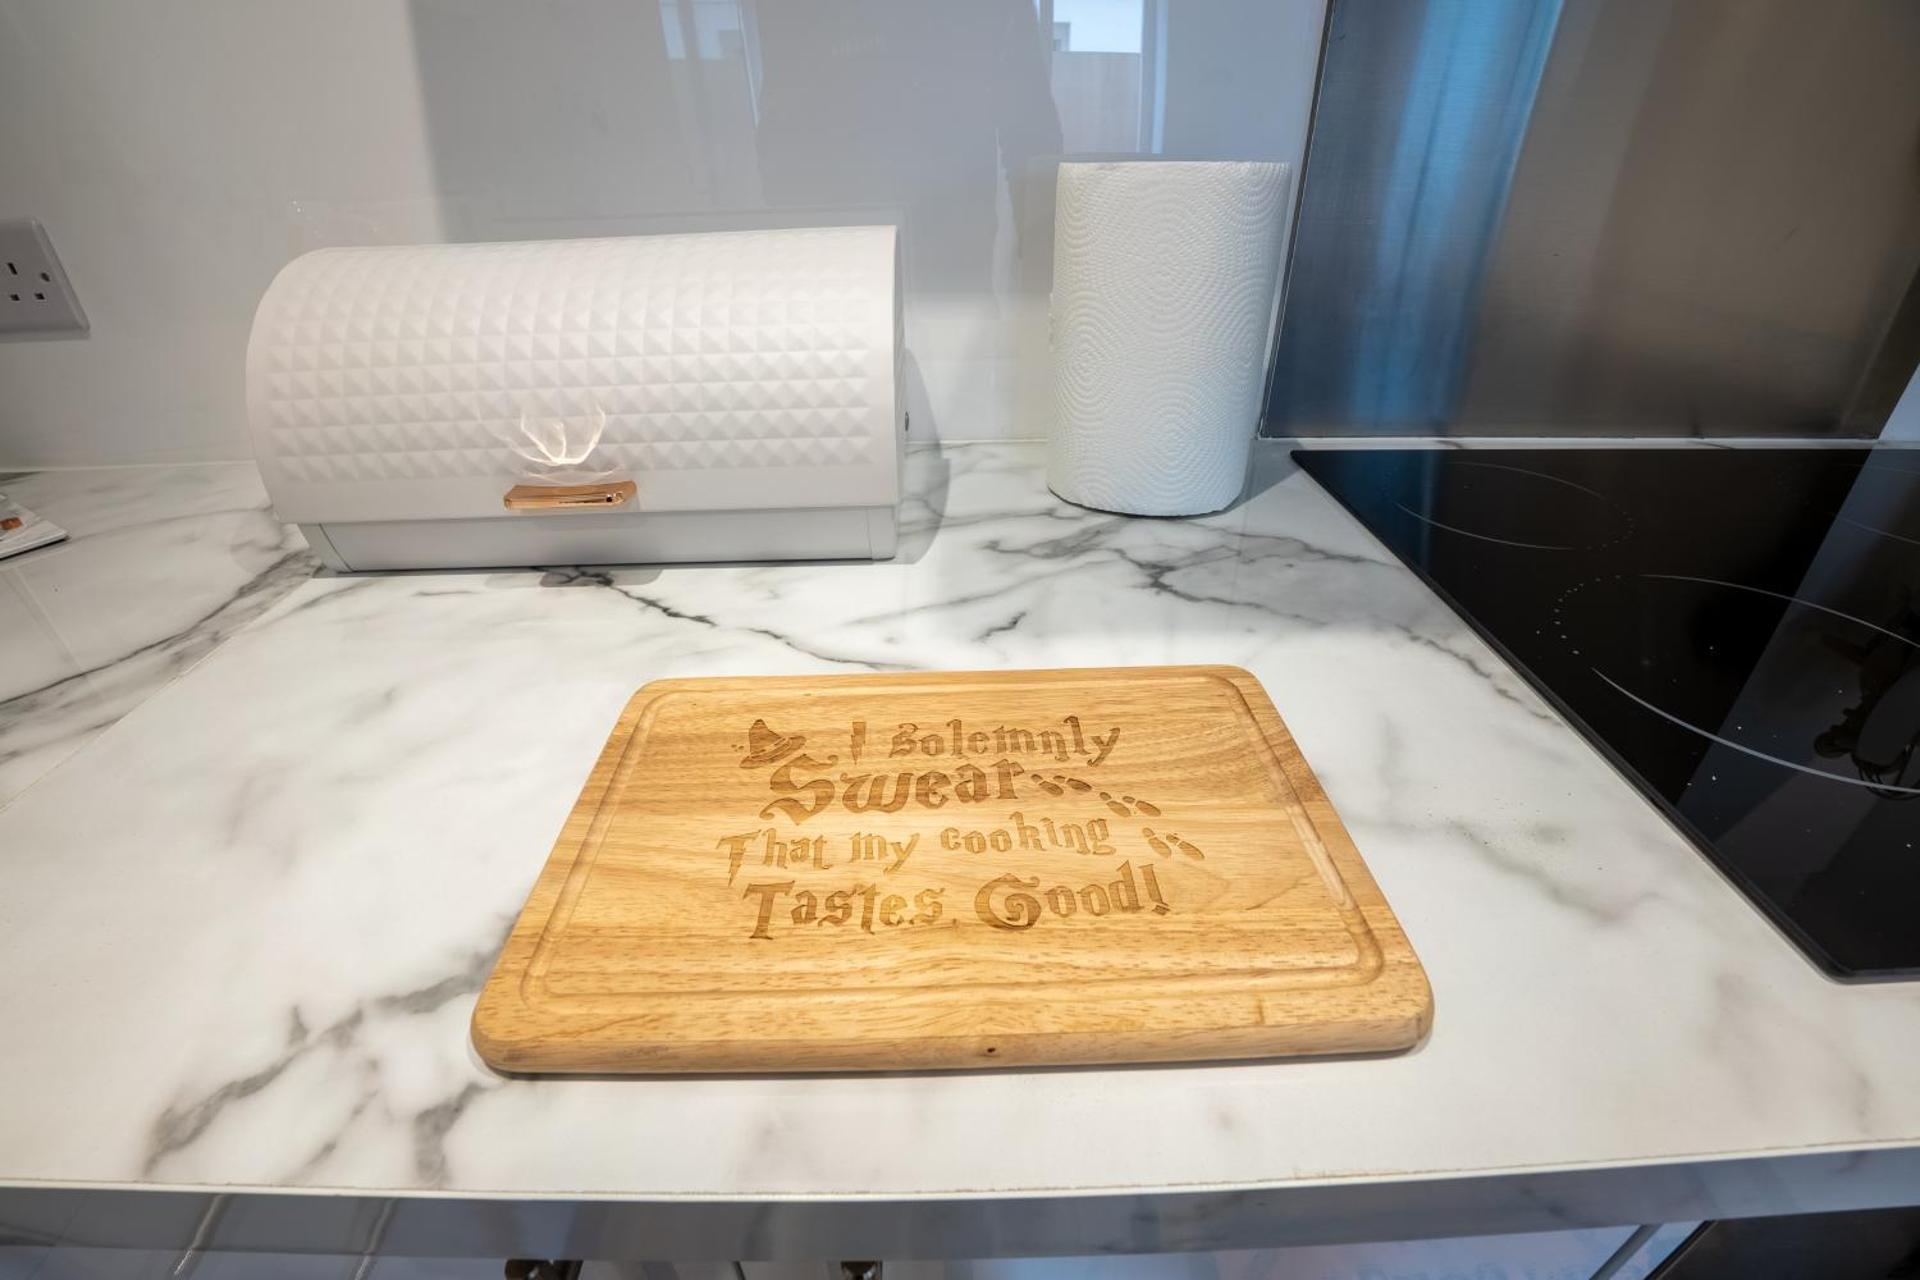 I Solemnly
Swear
That my cooking
Tastes Good!